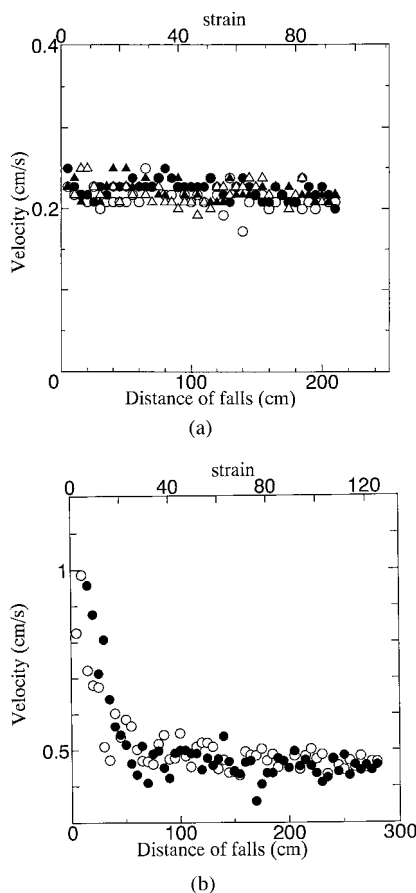 strain
0 40 80
0.4
0.2
0
Velocity (cm/s)
0 100 200
Distance of falls (cm)
(a)
strain
0 40 80 120
1
0.5
Velocity (cm/s)
0 100 200 300
Distance of falls (cm)
(b)